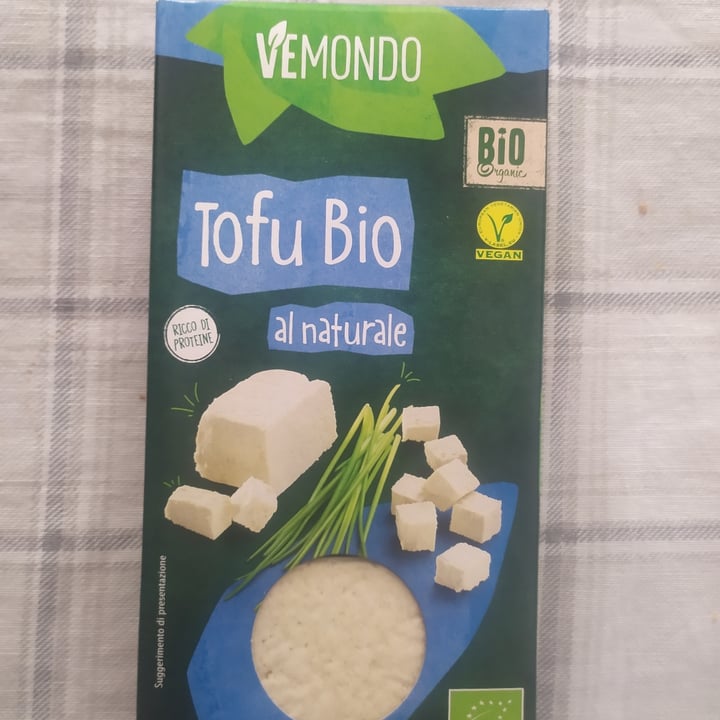 VEMONDO
BiO
Organic
Tofu Bio
VEGAN
al naturale
RICCO DI
PROTEINE
Suggerimento di presentazione